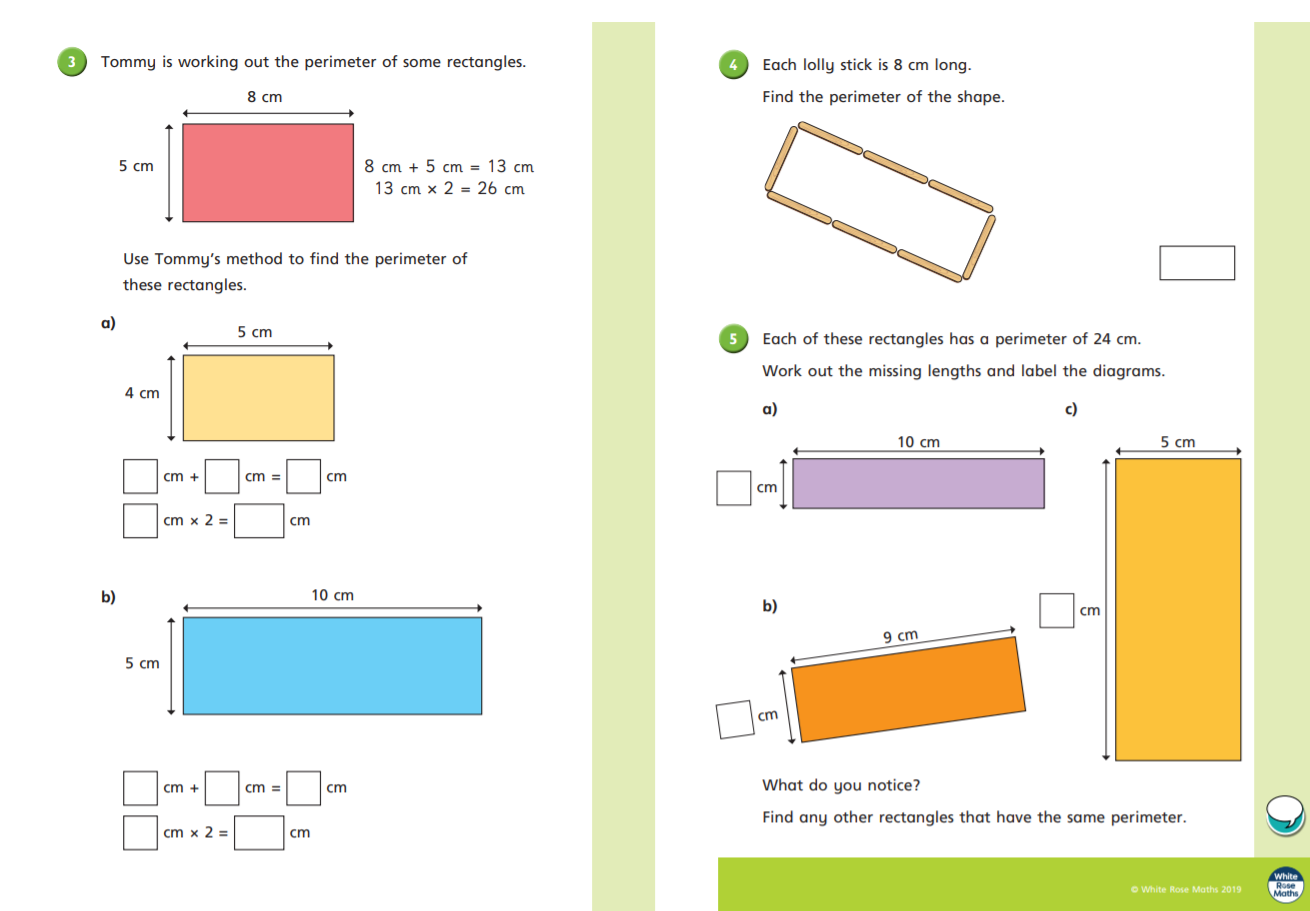 3 Tommy is working out the perimeter of some rectangles.
8 cm
5 cm
8 cm + 5 cm = 13 cm
13 cm × 2 = 26 cm
Use Tommy's method to find the perimeter of
these rectangles.
a)
5 cm
4 cm
cm + cm = cm
cm × 2 = cm
b)
10 cm
5 cm
cm + cm = cm
cm × 2 = cm
4 Each lolly stick is 8 cm long.
Find the perimeter of the shape.
5 Each of these rectangles has a perimeter of 24 cm.
Work out the missing lengths and label the diagrams.
a)
10 cm
cm
b)
9 cm
cm
c)
5 cm
cm
What do you notice?
Find any other rectangles that have the same perimeter.
© White Rose Maths 2019
White
Rose
Maths